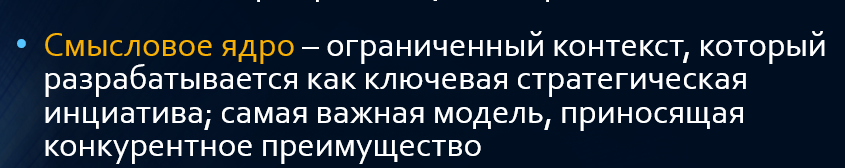 • Смысловое ядро – ограниченный контекст, который
разрабатывается как ключевая стратегическая
инциатива; самая важная модель, приносящая
конкурентное преимущество